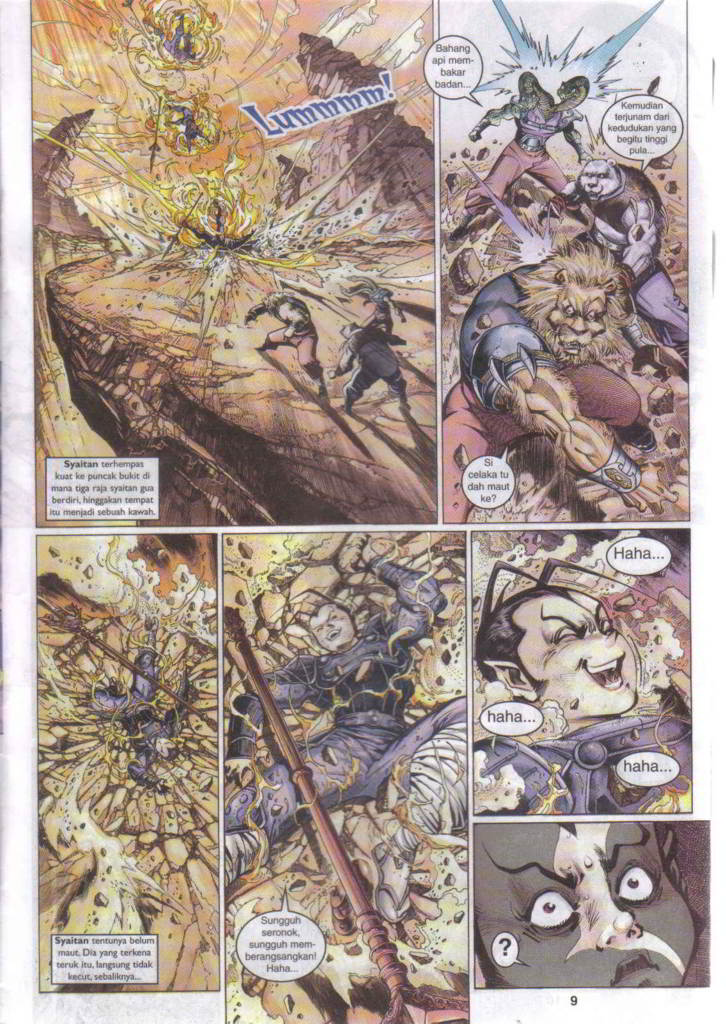 Lummmm!
Syaitan terhempas
kuat ke puncak bukit di
mana tiga raja syaitan gua
berdiri, hinggakan tempat
itu menjadi sebuah kawah.
Bahang
api mem-
bakar
badan...
Kemudian
terjunam dari
kedudukan yang
begitu tinggi
pula...
Si
celaka tu
dah maut
ke?
Syaitan tentunya belum
maut. Dia yang terkena
teruk itu, langsung tidak
kecut, sebaliknya...
Sungguh
seronok,
sungguh mem-
berangsangkan!
Haha...
Haha...
haha...
haha...
?
9